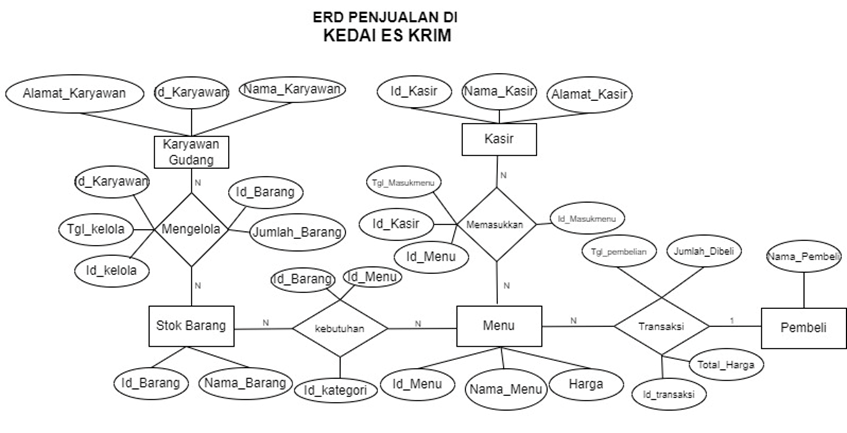 ERD PENJUALAN DI
KEDAI ES KRIM
Alamat_Karyawan
Id_Karyawan
Nama_Karyawan
Id_Kasir
Nama_Kasir
Alamat_Kasir
Karyawan
Gudang
Kasir
N
N
Id_Karyawan
Id_Barang
Tgl_kelola
Mengelola
Jumlah_Barang
Id_kelola
Tgl_Masukmenu
Id_Kasir
Memasukkan
Id_Masukmenu
Id_Menu
N
N
Id_Barang
Id_Menu
Tgl_pembelian
Jumlah_Dibeli
Nama_Pembeli
Stok Barang
N
kebutuhan
N
Menu
N
Transaksi
1
Pembeli
Id_Barang
Nama_Barang
Id_kategori
Id_Menu
Nama_Menu
Harga
Total_Harga
Id_transaksi